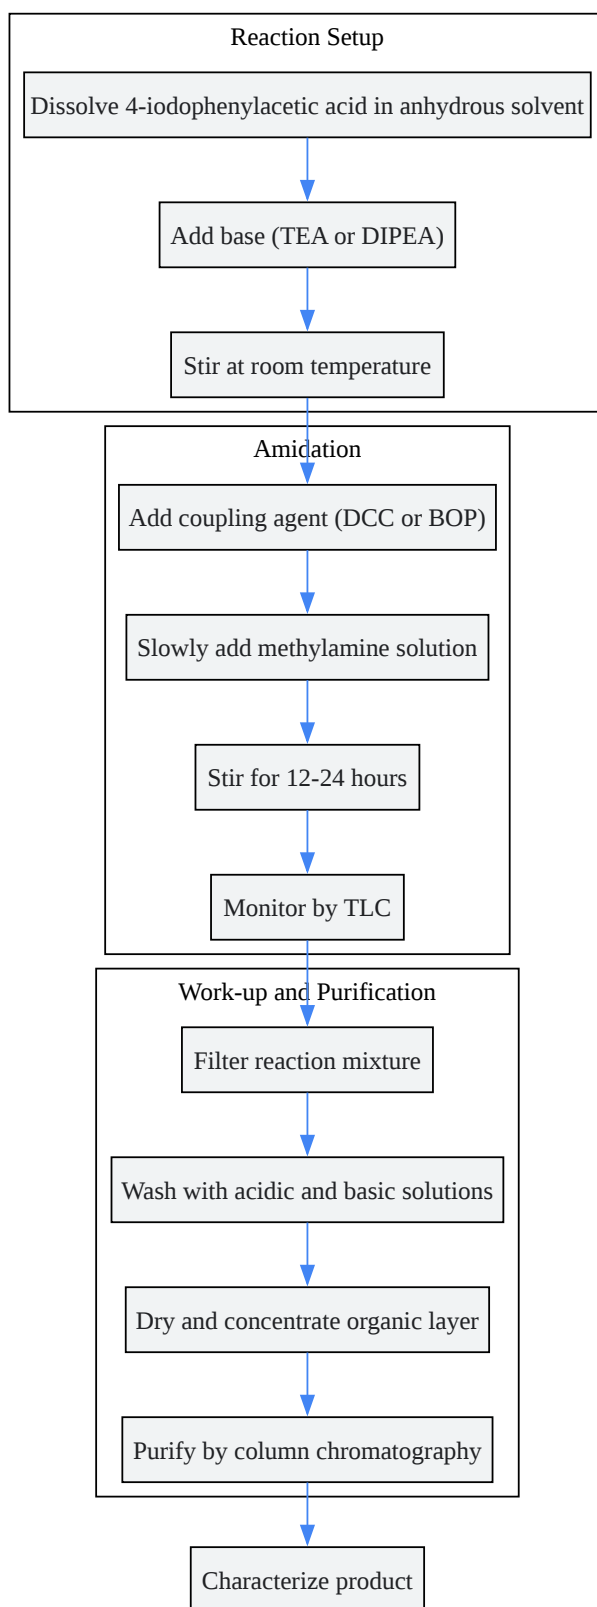 Reaction Setup
Dissolve 4-iodophenylacetic acid in anhydrous solvent
Add base (TEA or DIPEA)
Stir at room temperature
Amidation
Add coupling agent (DCC or BOP)
Slowly add methylamine solution
Stir for 12-24 hours
Monitor by TLC
Work-up and Purification
Filter reaction mixture
Wash with acidic and basic solutions
Dry and concentrate organic layer
Purify by column chromatography
Characterize product